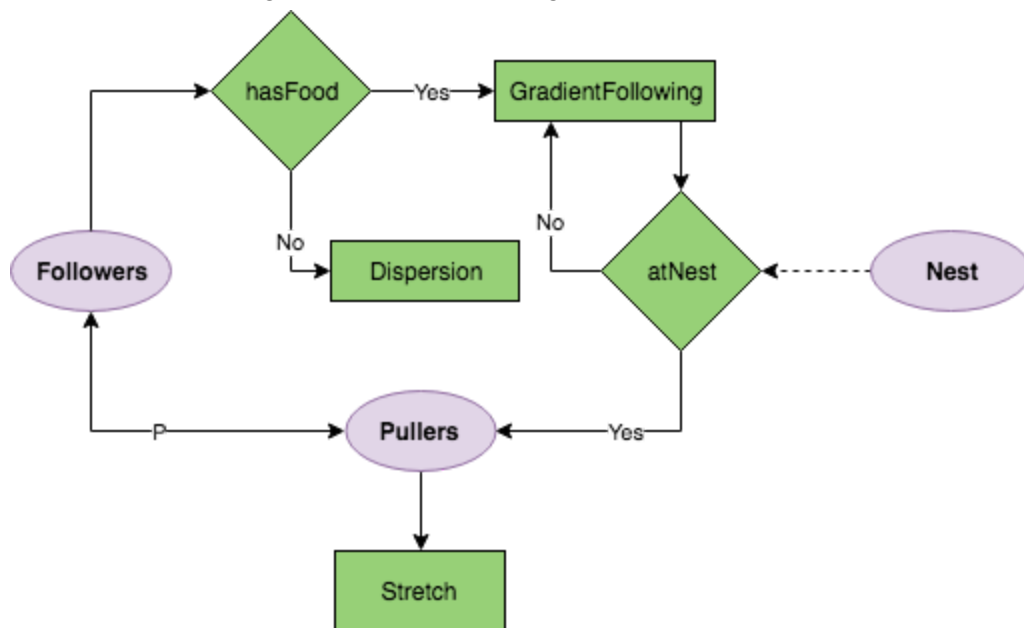 hasFood
Yes
GradientFollowing
No
No
Followers
Dispersion
atNest
Nest
P
Pullers
Yes
Stretch